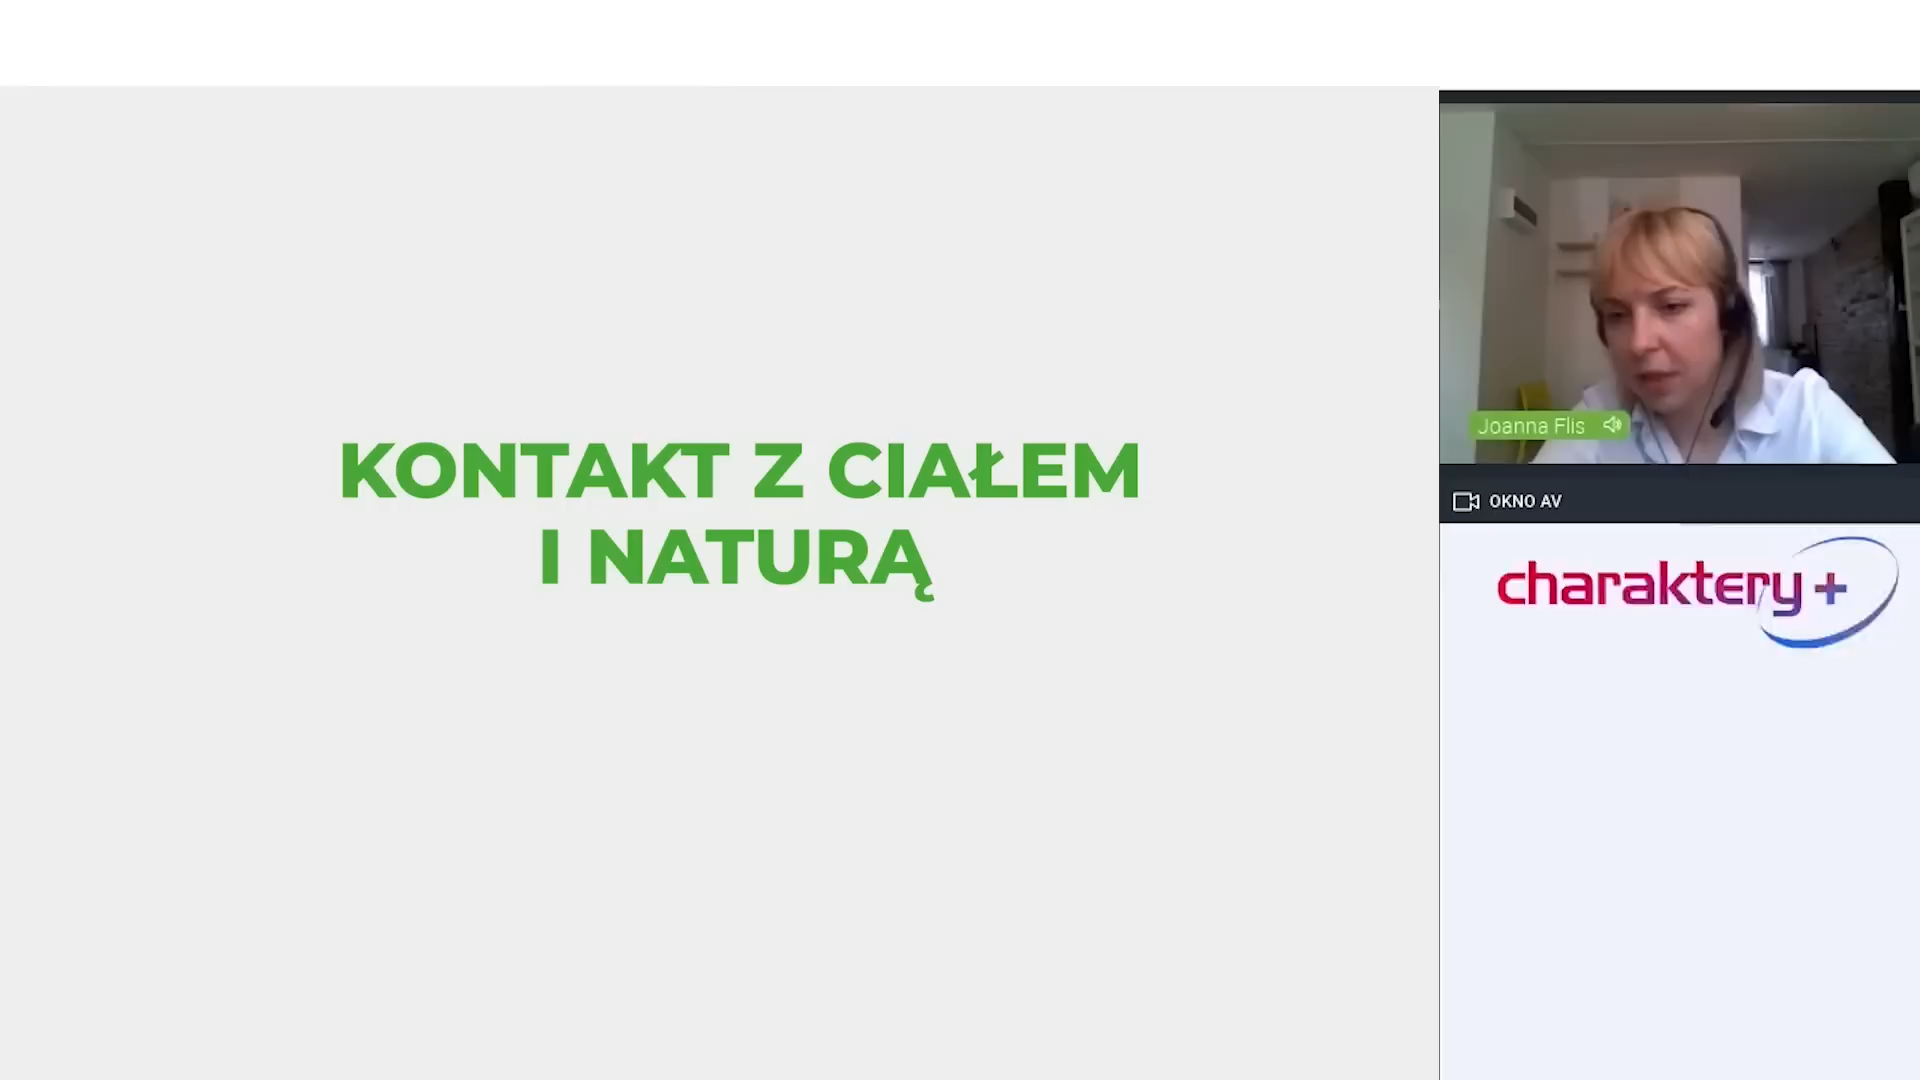 KONTAKT Z CIAŁEM
I NATURĄ
Joanna Flis
OKNO AV
charaktery +